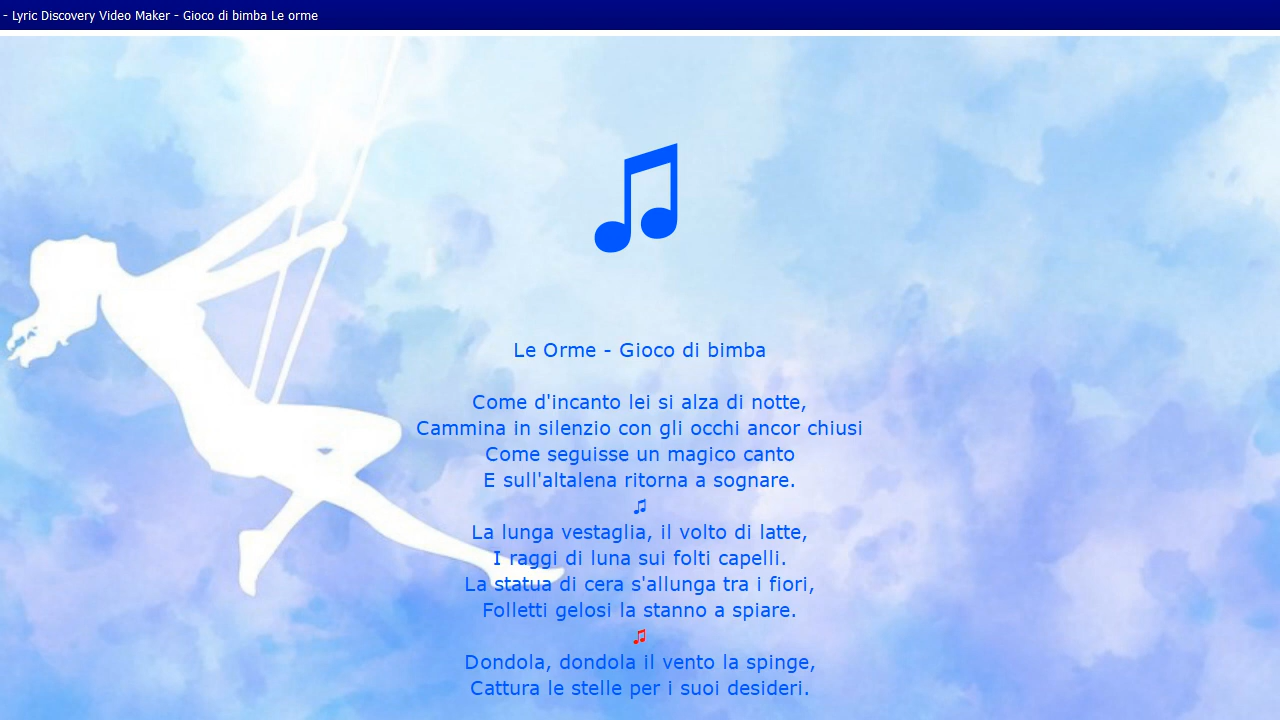 - Lyric Discovery Video Maker - Gioco di bimba Le orme
Le Orme - Gioco di bimba
Come d'incanto lei si alza di notte,
Cammina in silenzio con gli occhi ancor chiusi
Come seguisse un magico canto
E sull'altalena ritorna a sognare.
♫
La lunga vestaglia, il volto di latte,
I raggi di luna sui folti capelli.
La statua di cera s'allunga tra i fiori,
Folletti gelosi la stanno a spiare.
♫
Dondola, dondola il vento la spinge,
Cattura le stelle per i suoi desideri.